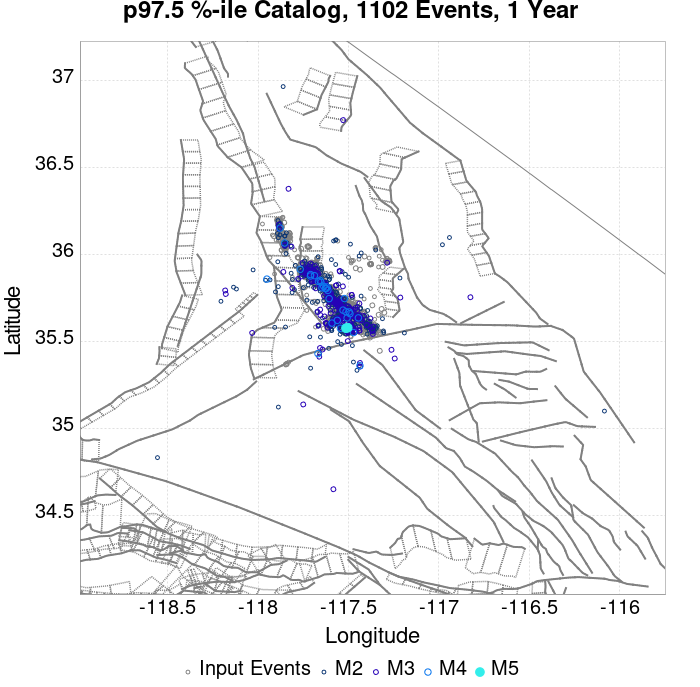 p97.5 %-ile Catalog, 1102 Events, 1 Year
37
36.5
36
35.5
35
34.5
Latitude
-118.5 -118 -117.5 -117 -116.5 -116
Longitude
Input Events M2 M3 M4 M5